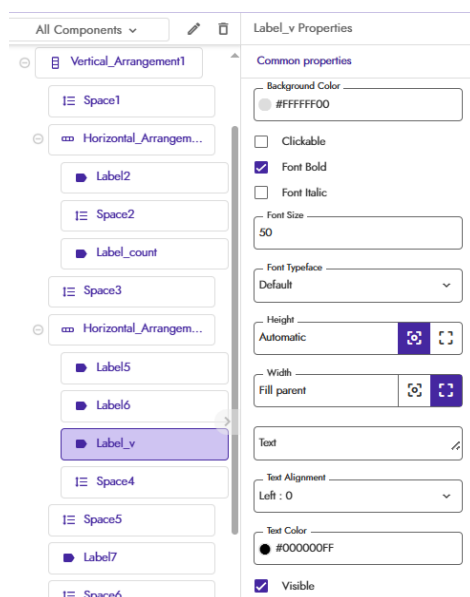 All Components
Vertical_Arrangement1
Space1
Horizontal_Arrangem...
Label2
Space2
Label_count
Space3
Horizontal_Arrangem...
Label5
Label6
Label_v
Space4
Space5
Label7
Space6
Label_v Properties
Common properties
Background Color
#FFFFFF00
Clickable
Font Bold
Font Italic
Font Size
50
Font Typeface
Default
Height
Automatic
Width
Fill parent
Text
Text Alignment
Left : 0
Text Color
#000000FF
Visible